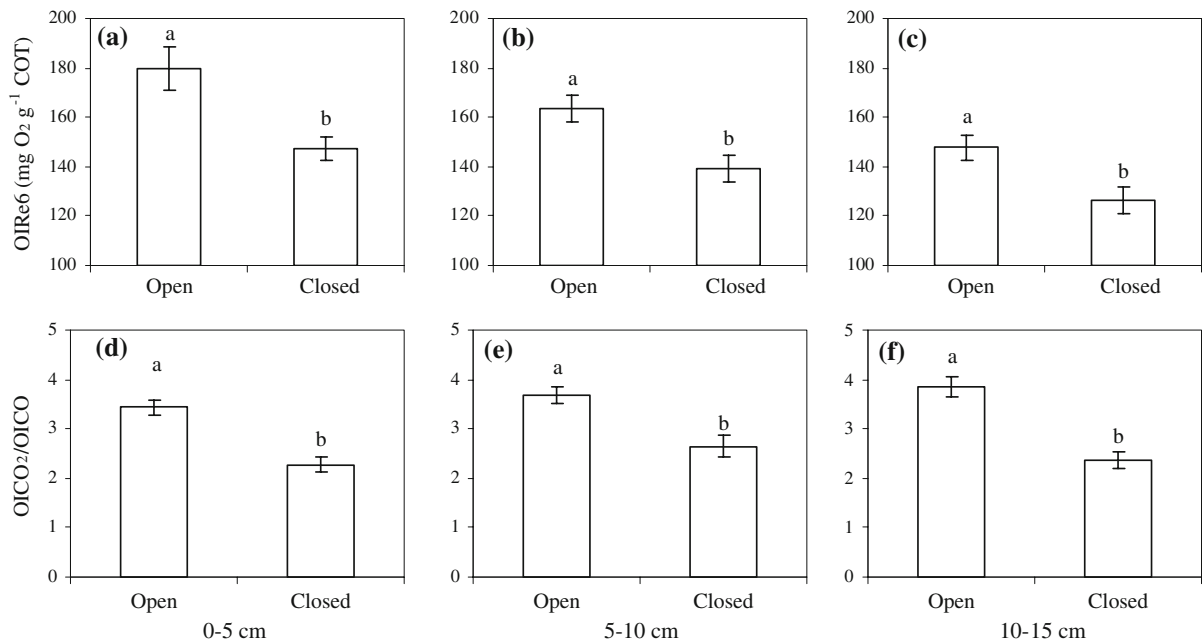 OIRe6 (mg O2 g-1 COT)
200
180
160
140
120
100
(a)
a
b
Open
Closed
200
180
160
140
120
100
(b)
a
b
Open
Closed
200
180
160
140
120
100
(c)
a
b
Open
Closed
OICO2/OICO
5
4
3
2
1
0
(d)
a
b
Open
Closed
0-5 cm
5
4
3
2
1
0
(e)
a
b
Open
Closed
5-10 cm
5
4
3
2
1
0
(f)
a
b
Open
Closed
10-15 cm